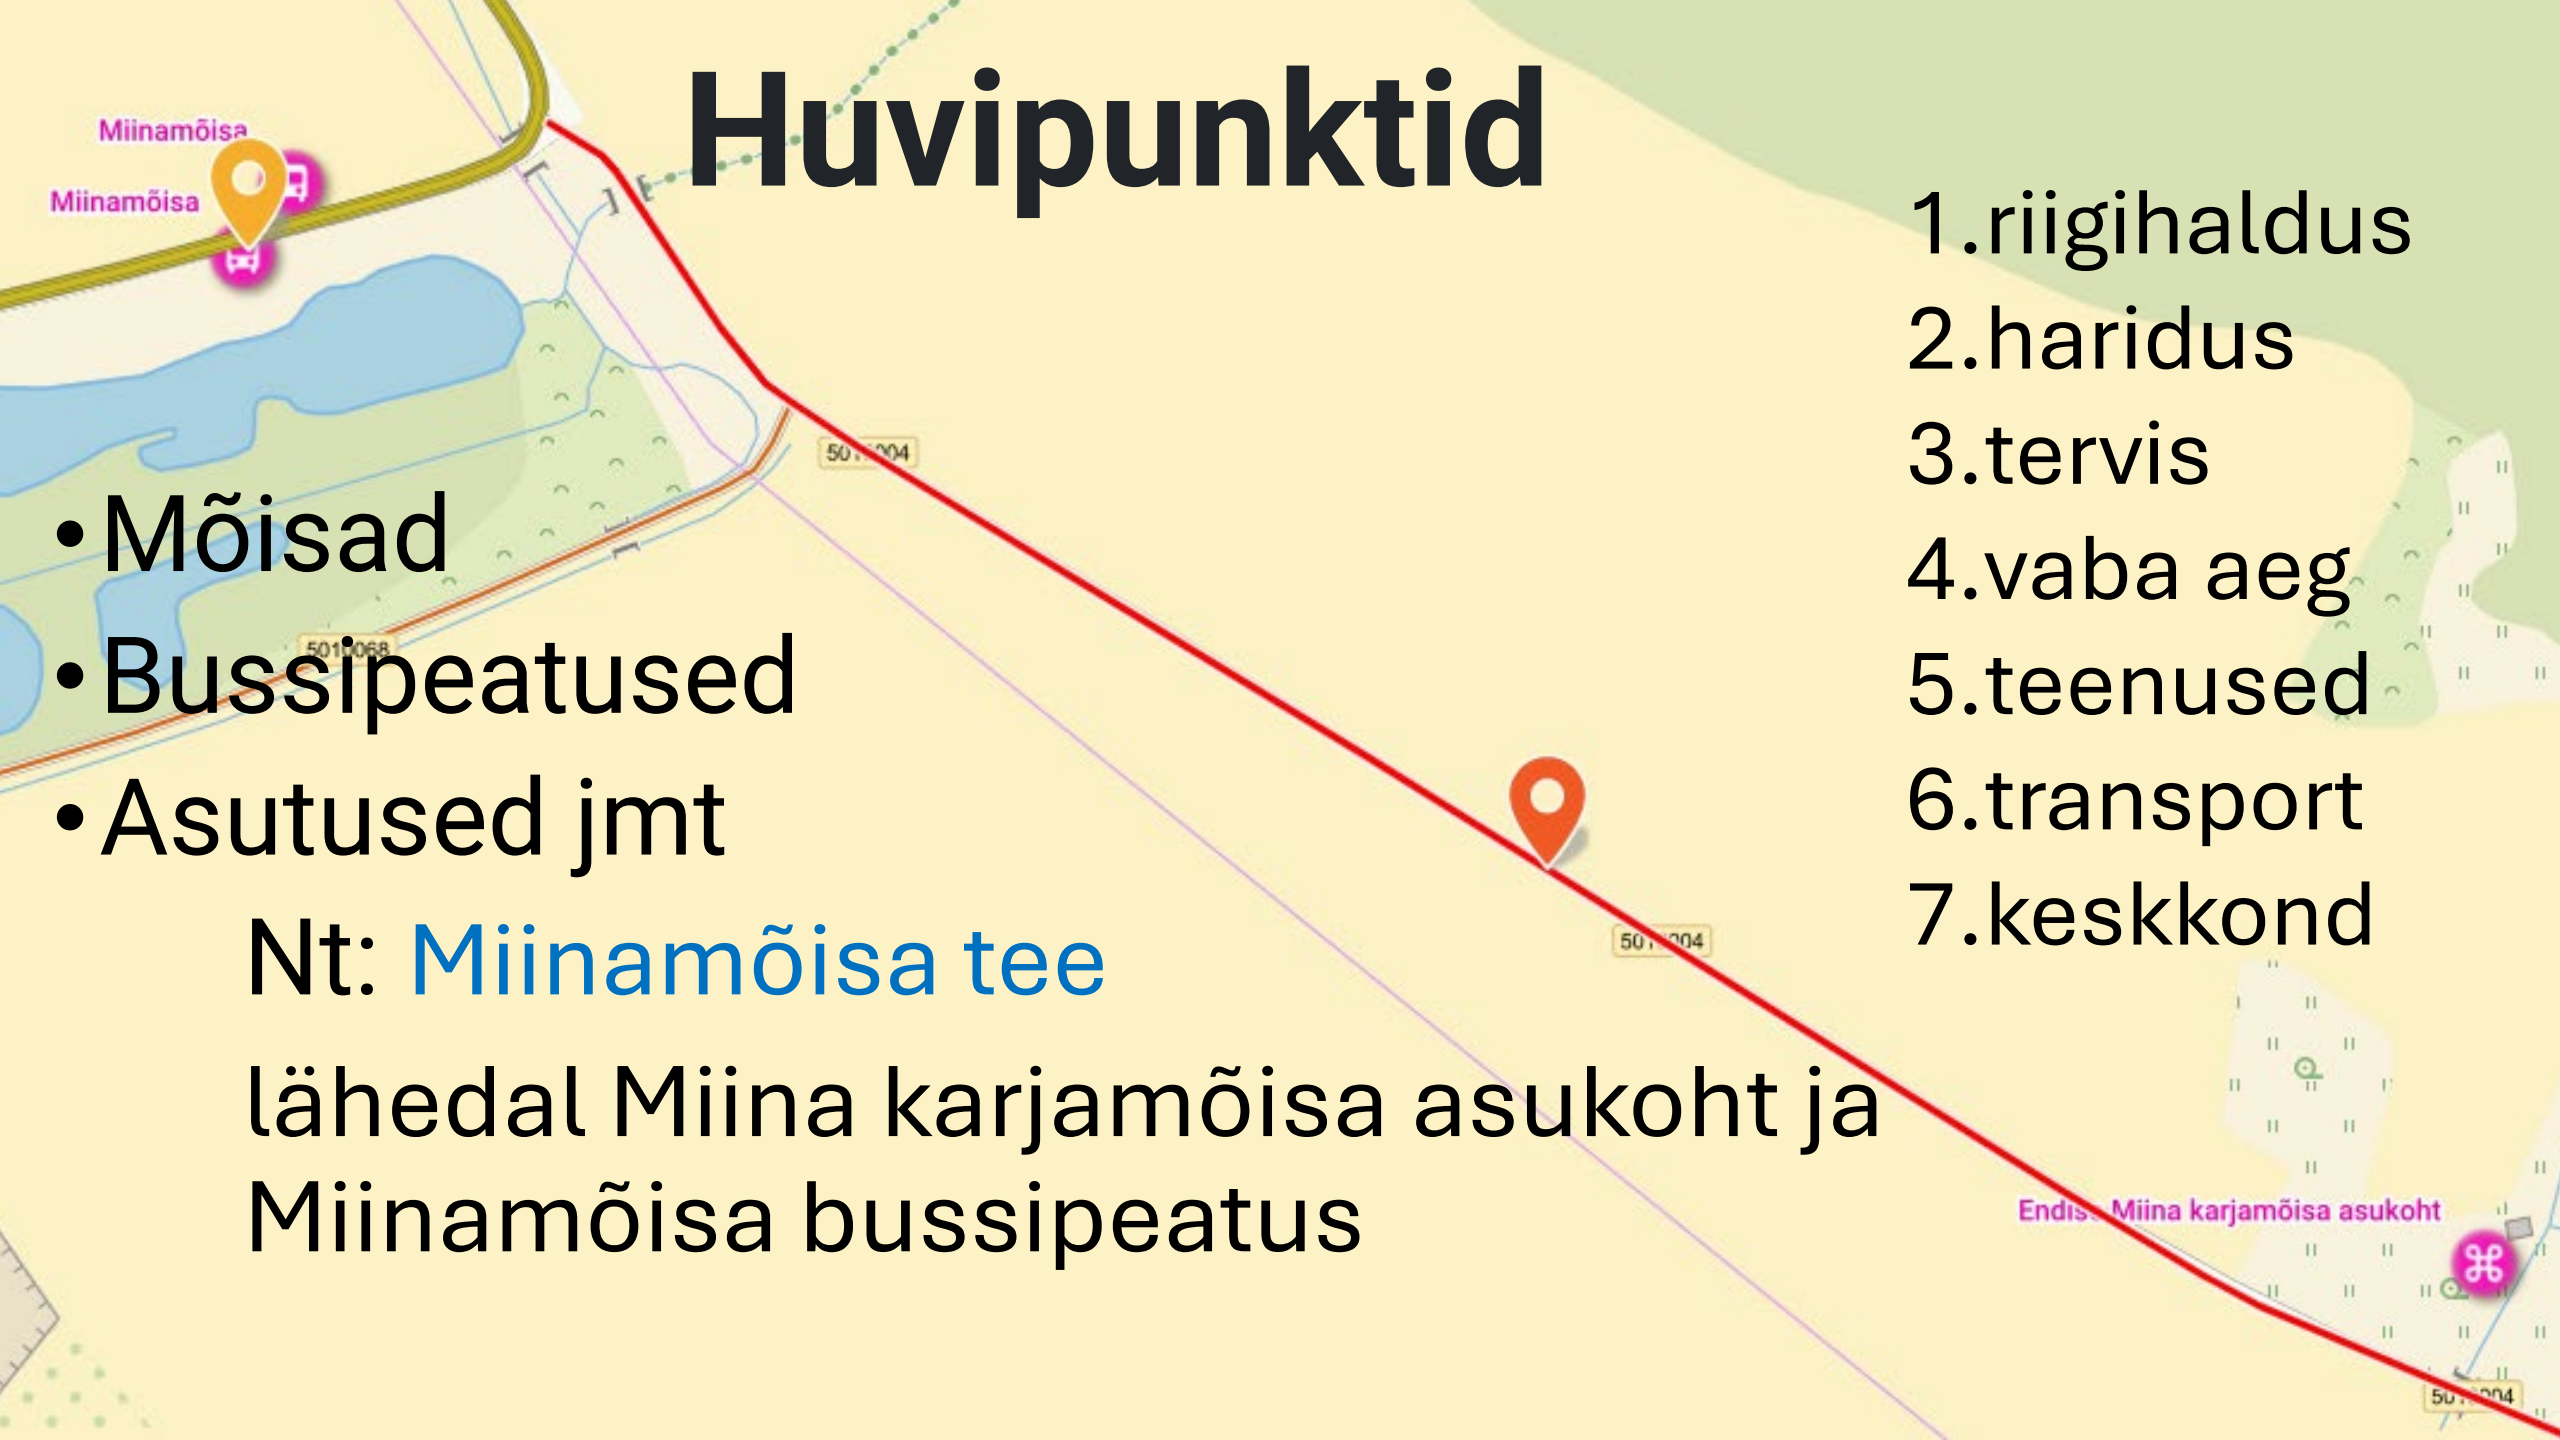 Huvipunktid
Miinamõisa
Miinamõisa
•Mõisad
•Bussipeatused
•Asutused jmt
Nt: Miinamõisa tee
lähedal Miina karjamõisa asukoht ja
Miinamõisa bussipeatus
1.riigihaldus
2.haridus
3.tervis
4.vaba aeg
5.teenused
6.transport
7.keskkond
5010068
Miina karjamõisa asukoht